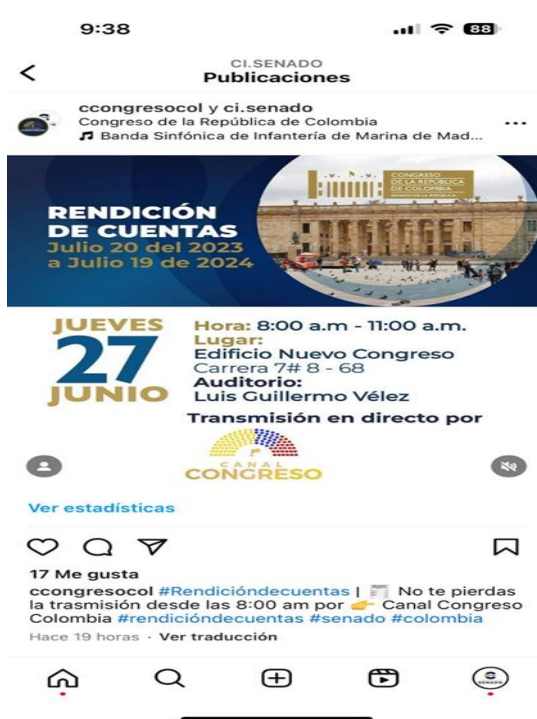 9:38
88
CI.SENADO
Publicaciones
ccongresocol y ci.senado
Congreso de la República de Colombia
Banda Sinfónica de Infantería de Marina de Mad...
CONGRESO
DE LA REPÚBLICA
DE COLOMBIA
RENDICIÓN
DE CUENTAS
Julio 20 del 2023
a Julio 19 de 2024
JUEVES
27
JUNIO
Hora: 8:00 a.m - 11:00 a.m.
Lugar:
Edificio Nuevo Congreso
Carrera 7# 8 - 68
Auditorio:
Luis Guillermo Vélez
Transmisión en directo por
CANAL
CONGRESO
Ver estadísticas
17 Me gusta
ccongresocol #Rendicióndecuentas | No te pierdas
la trasmisión desde las 8:00 am por 👉 Canal Congreso
Colombia #rendicióndecuentas #senado #colombia
Hace 19 horas · Ver traducción